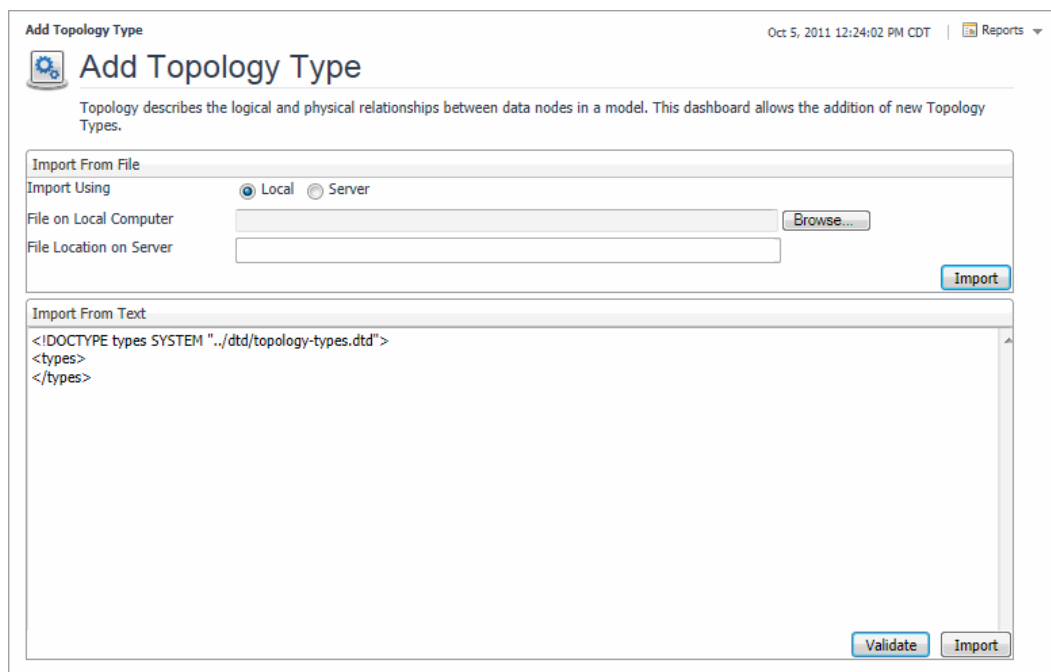 Add Topology Type
Oct 5, 2011 12:24:02 PM CDT | Reports
Add Topology Type
Topology describes the logical and physical relationships between data nodes in a model. This dashboard allows the addition of new Topology
Types.
Import From File
Import Using Local Server
File on Local Computer Browse...
File Location on Server
Import
Import From Text
<!DOCTYPE types SYSTEM "../dtd/topology-types.dtd">
<types>
</types>
Validate Import